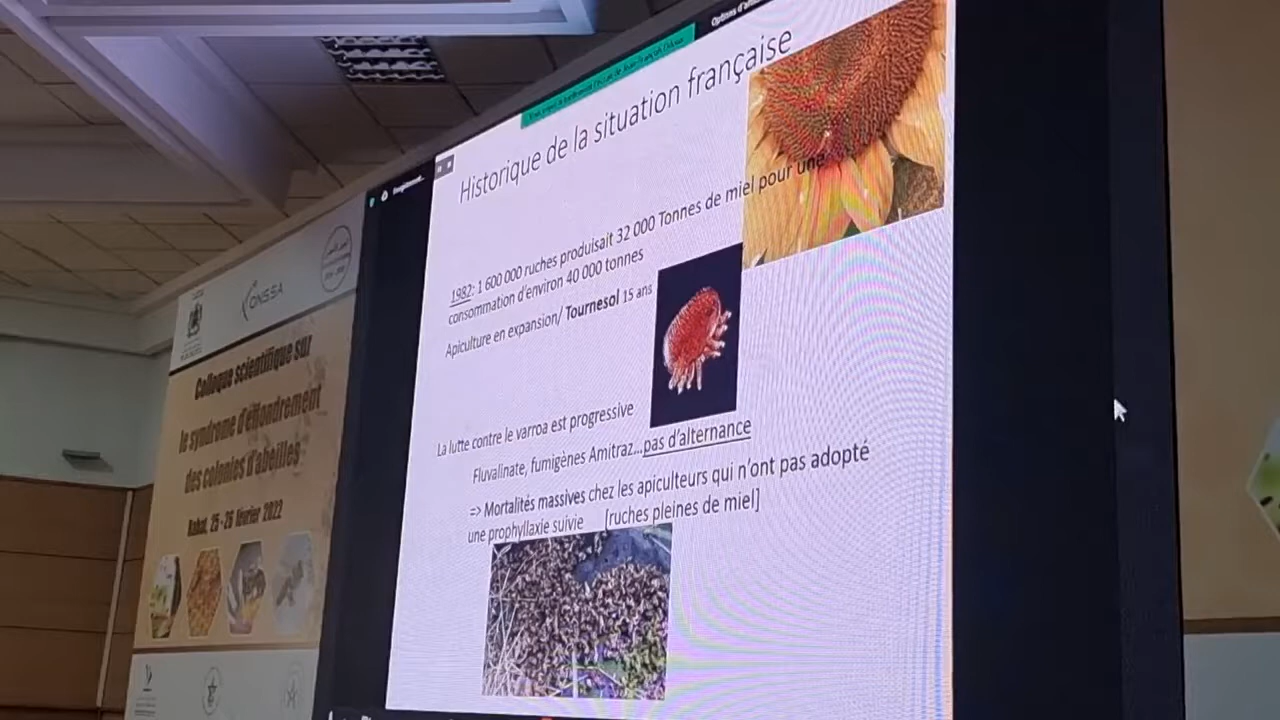 Options d'affic
Historique de la situation française
1982: 1 600 000 ruches produisait 32 000 Tonnes de miel pour une
consommation d'environ 40 000 tonnes
Apiculture en expansion/ Tournesol 15 ans
La lutte contre le varroa est progressive
Fluvalinate, fumigènes Amitraz...pas d'alternance
=> Mortalités massives chez les apiculteurs qui n'ont pas adopté
une prophyllaxie suivie [ruches pleines de miel]
ONSSA
Colloque scientifique sur
le syndrome d'effondrement
des colonies d'abeilles
Rabat, 25-26 février 2022